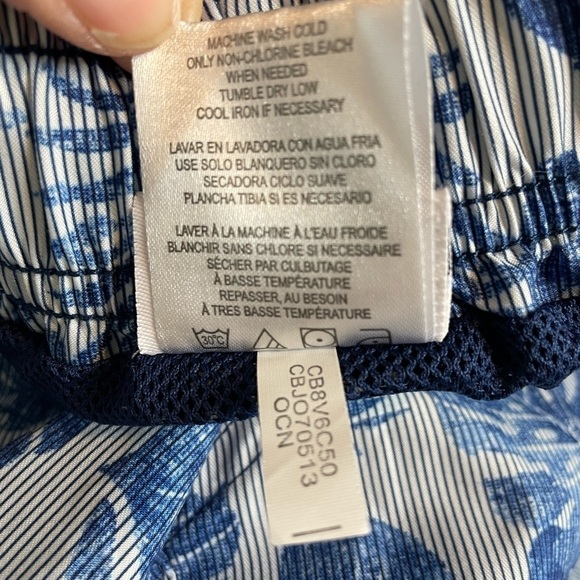 MACHINE WASH COLD
ONLY NON-CHLORINE BLEACH
WHEN NEEDED
TUMBLE DRY LOW
COOL IRON IF NECESSARY
LAVAR EN LAVADORA CON AGUA FRIA
USE SOLO BLANQUERO SIN CLORO
SECADORA CICLO SUAVE
PLANCHA TIBIA SI ES NECESARIO
LAVER À LA MACHINE À L'EAU FROIDE
BLANCHIR SANS CHLORE SI NECESSAIRE
SÉCHER PAR CULBUTAGE
À BASSE TEMPÉRATURE
REPASSER, AU BESOIN
À TRES BASSE TEMPÉRATURE
30°C
CB8V6C50
CBJO70513
OCN